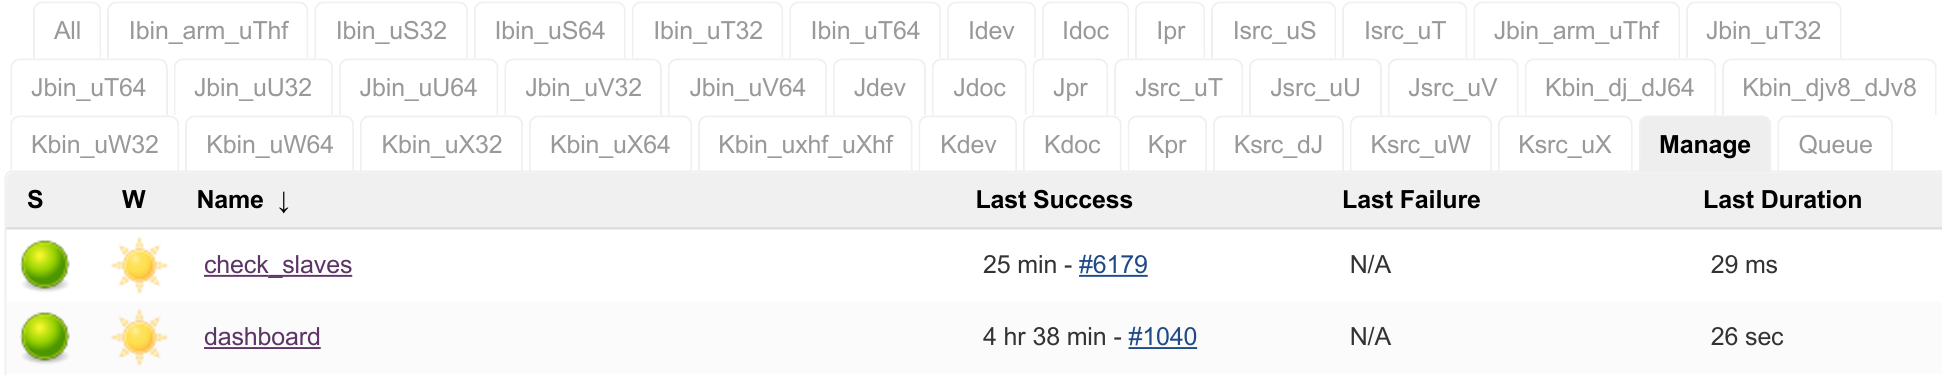 All Ibin_arm_uThf Ibin_uS32 Ibin_uS64 Ibin_uT32 Ibin_uT64 Idev Idoc Ipr Isrc_uS Isrc_uT Jbin_arm_uThf Jbin_uT32
Jbin_uT64 Jbin_uU32 Jbin_uU64 Jbin_uV32 Jbin_uV64 Jdev Jdoc Jpr Jsrc_uT Jsrc_uU Jsrc_uV Kbin_dj_dJ64 Kbin_djv8_dJv8
Kbin_uW32 Kbin_uW64 Kbin_uX32 Kbin_uX64 Kbin_uxhf_uXhf Kdev Kdoc Kpr Ksrc_dJ Ksrc_uW Ksrc_uX Manage Queue
S W Name ↓ Last Success Last Failure Last Duration
check_slaves 25 min - #6179 N/A 29 ms
dashboard 4 hr 38 min - #1040 N/A 26 sec